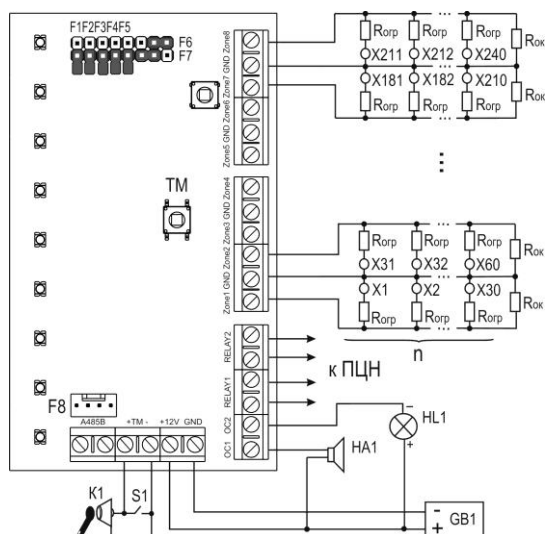 F1F2F3F4F5
F6
F7
TM
F8
A485B
+TM -
+12V GND
Zone8
GND
Zone7
Zone6
GND
Zone5
Zone4
GND
Zone3
Zone2
GND
Zone1
RELAY2
RELAY1
OC2
OC1
Rогр Rогр Rогр Rок
X211 X212 X240
X181 X182 X210
Rогр Rогр Rогр Rок
...
Rогр Rогр Rогр Rок
X31 X32 X60
X1 X2 X30
Rогр Rогр Rогр Rок
n
к ПЦН
HL1
HA1
K1
S1
GB1
- +